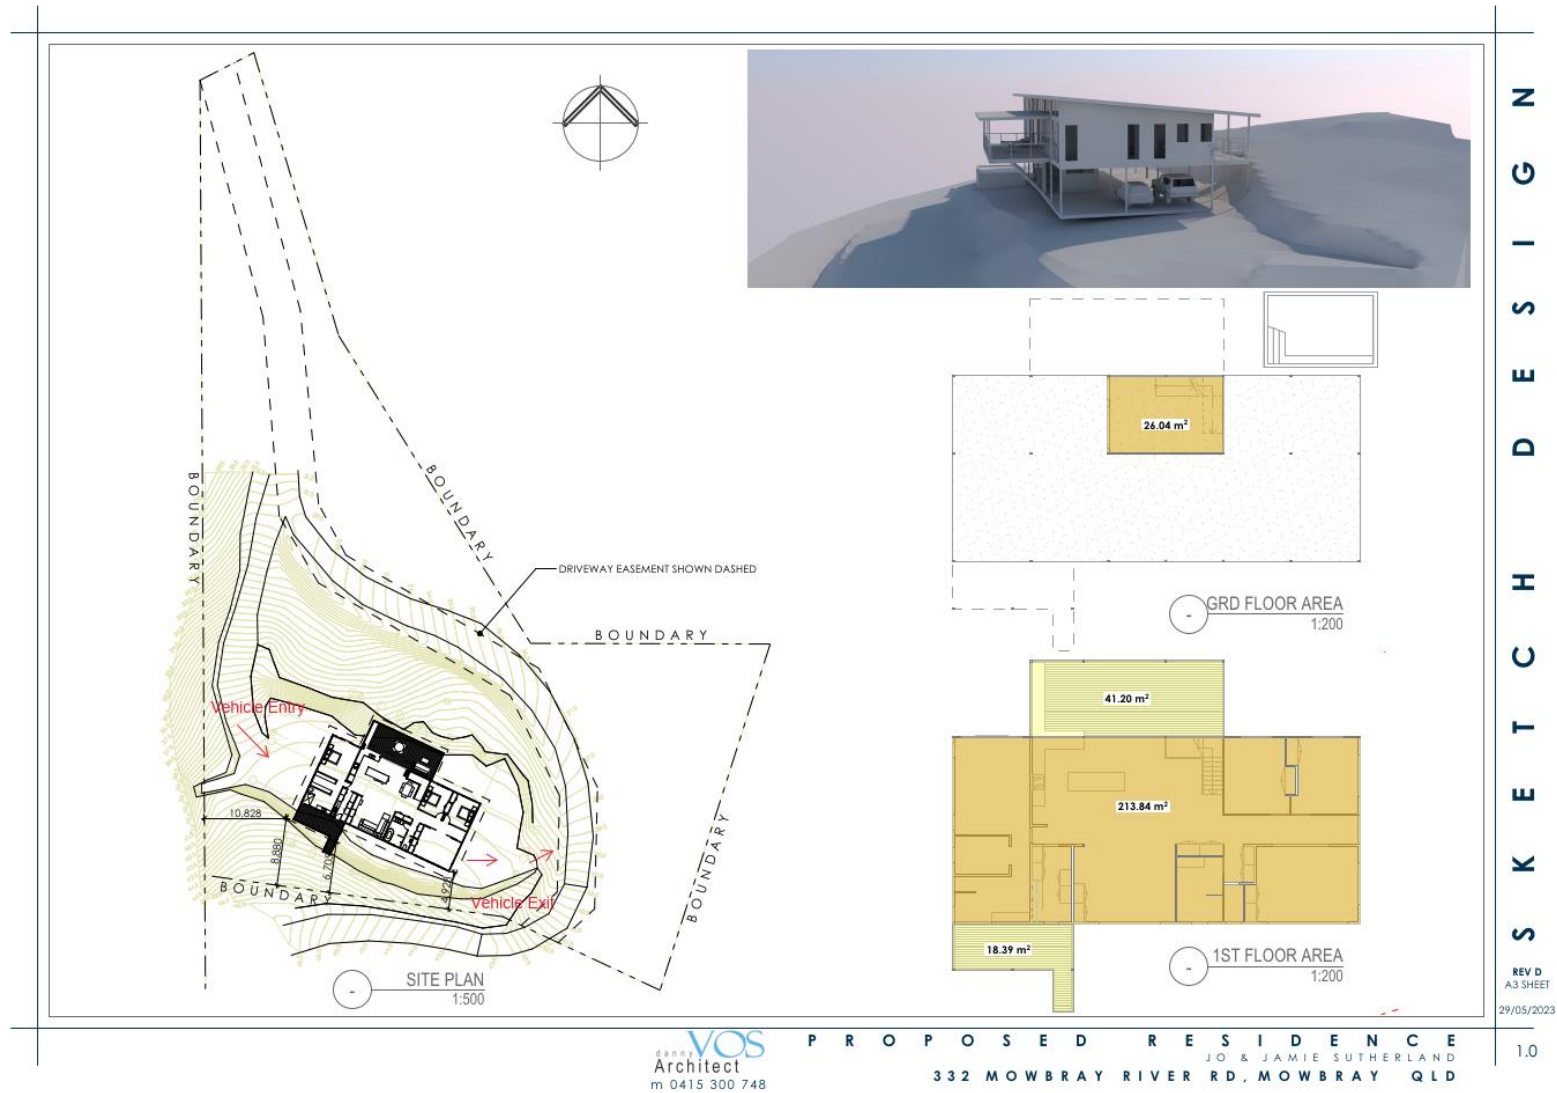 BOUNDARY
BOUNDARY
DRIVEWAY EASEMENT SHOWN DASHED
BOUNDARY
Vehicle Entry
10,828
8,880
BOUNDARY
Vehicle Exit
BOUNDARY
-
SITE PLAN
1:500
26.04 m²
-
GRD FLOOR AREA
1:200
41.20 m²
213.84 m²
18.39 m²
-
1ST FLOOR AREA
1:200
SKETCH DESIGN
REV D
A3 SHEET
29/05/2023
1.0
danny VOS
Architect
m 0415 300 748
PROPOSED RESIDENCE
JO & JAMIE SUTHERLAND
332 MOWBRAY RIVER RD, MOWBRAY QLD